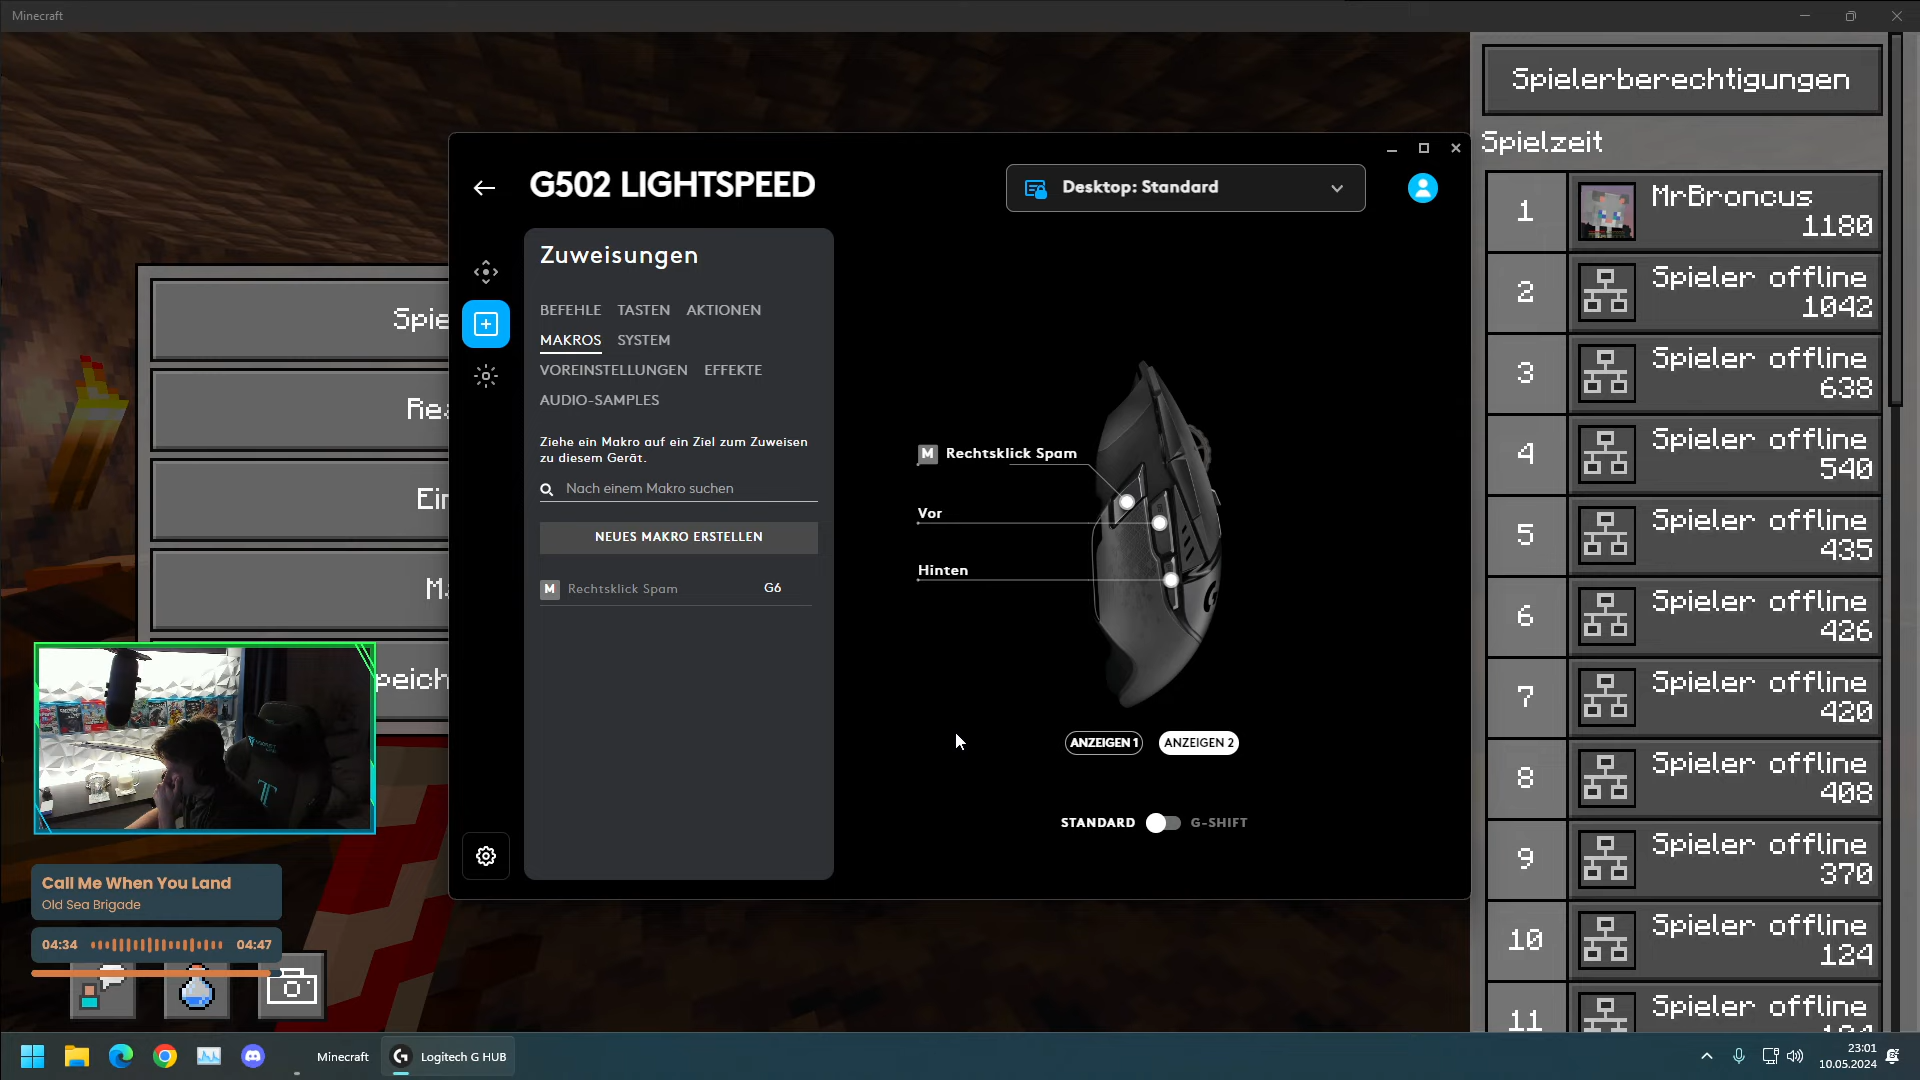 Minecraft
Spielerberechtigungen
Spielzeit
1
MrBroncus
1180
2
Spieler offline
1042
3
Spieler offline
638
4
Spieler offline
540
5
Spieler offline
435
6
Spieler offline
426
7
Spieler offline
420
8
Spieler offline
408
9
Spieler offline
370
10
Spieler offline
124
11
Spieler offline
Spie
Rea
Ein
peich
G502 LIGHTSPEED
Desktop: Standard
Zuweisungen
BEFEHLE TASTEN AKTIONEN
MAKROS SYSTEM
VOREINSTELLUNGEN EFFEKTE
AUDIO-SAMPLES
Ziehe ein Makro auf ein Ziel zum Zuweisen
zu diesem Gerät.
Nach einem Makro suchen
NEUES MAKRO ERSTELLEN
M Rechtsklick Spam G6
M Rechtsklick Spam
Vor
Hinten
ANZEIGEN 1 ANZEIGEN 2
STANDARD G-SHIFT
Call Me When You Land
Old Sea Brigade
04:34 04:47
Minecraft
Logitech G HUB
23:01
10.05.2024